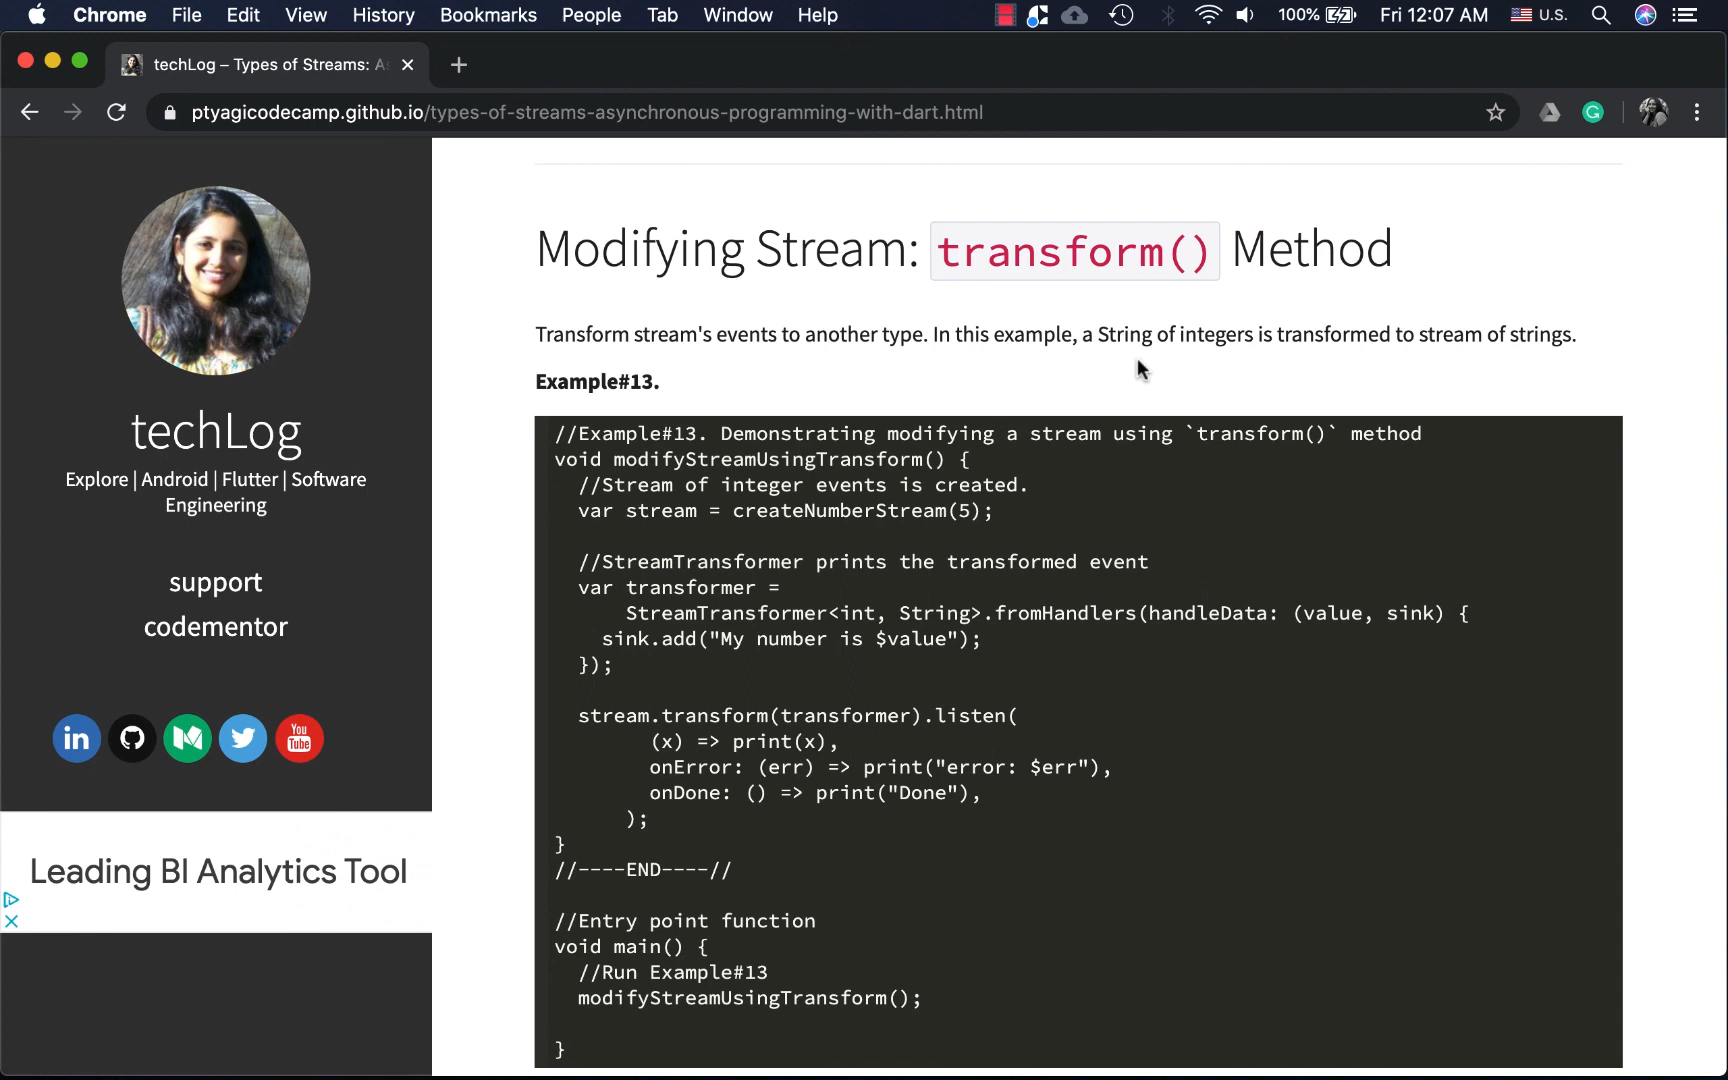 Chrome File Edit View History Bookmarks People Tab Window Help 100% Fri 12:07 AM U.S.
techLog – Types of Streams: A
ptyagicodecamp.github.io/types-of-streams-asynchronous-programming-with-dart.html
techLog
Explore | Android | Flutter | Software
Engineering
support
codementor
in
You
Tube
Leading BI Analytics Tool
Modifying Stream: transform() Method
Transform stream's events to another type. In this example, a String of integers is transformed to stream of strings.
Example#13.
//Example#13. Demonstrating modifying a stream using `transform()` method
void modifyStreamUsingTransform() {
//Stream of integer events is created.
var stream = createNumberStream(5);
//StreamTransformer prints the transformed event
var transformer =
StreamTransformer<int, String>.fromHandlers(handleData: (value, sink) {
sink.add("My number is $value");
});
stream.transform(transformer).listen(
(x) => print(x),
onError: (err) => print("error: $err"),
onDone: () => print("Done"),
);
}
//----END----//
//Entry point function
void main() {
//Run Example#13
modifyStreamUsingTransform();
}